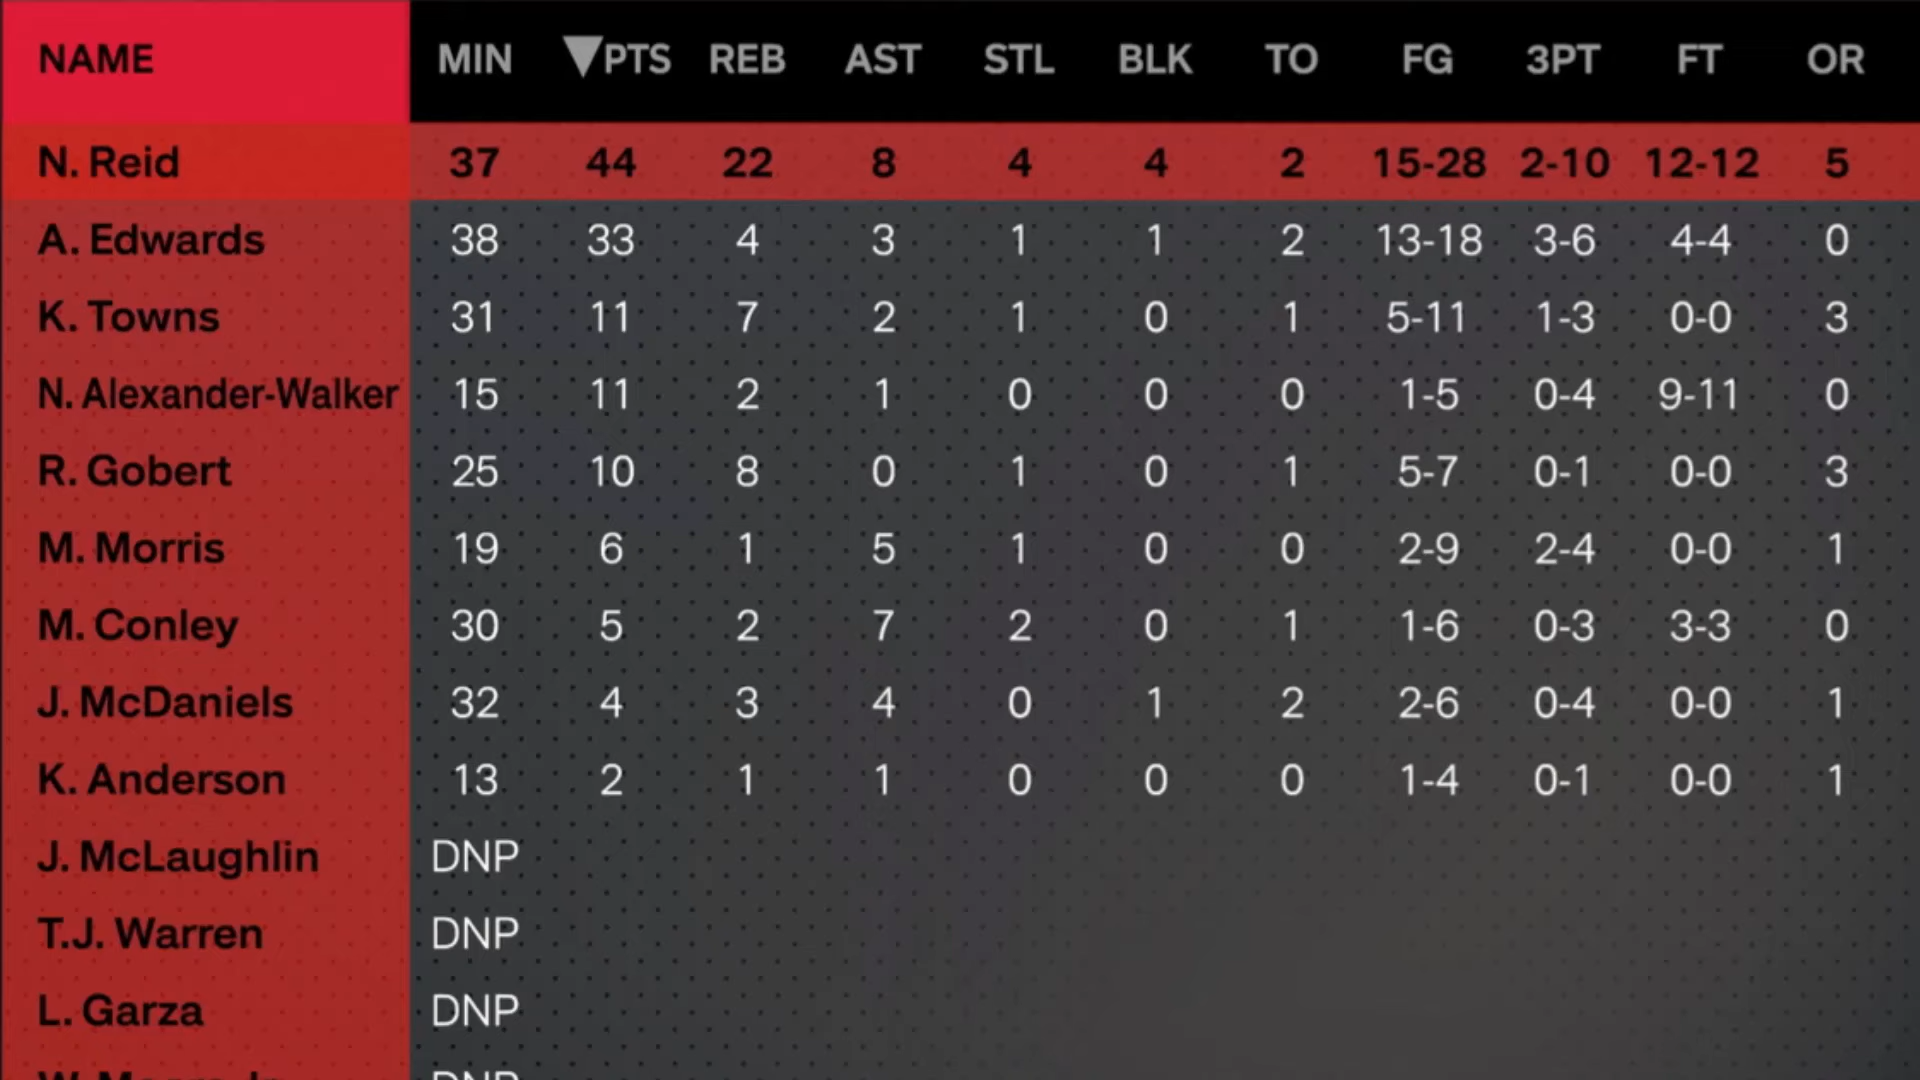 NAME MIN ▼PTS REB AST STL BLK TO FG 3PT FT OR
N. Reid 37 44 22 8 4 4 2 15-28 2-10 12-12 5
A. Edwards 38 33 4 3 1 1 2 13-18 3-6 4-4 0
K. Towns 31 11 7 2 1 0 1 5-11 1-3 0-0 3
N. Alexander-Walker 15 11 2 1 0 0 0 1-5 0-4 9-11 0
R. Gobert 25 10 8 0 1 0 1 5-7 0-1 0-0 3
M. Morris 19 6 1 5 1 0 0 2-9 2-4 0-0 1
M. Conley 30 5 2 7 2 0 1 1-6 0-3 3-3 0
J. McDaniels 32 4 3 4 0 1 2 2-6 0-4 0-0 1
K. Anderson 13 2 1 1 0 0 0 1-4 0-1 0-0 1
J. McLaughlin DNP
T.J. Warren DNP
L. Garza DNP
DNP